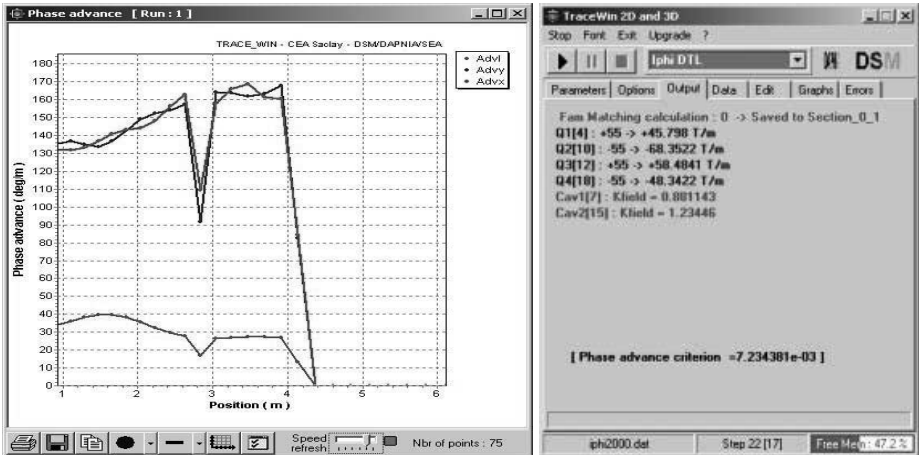 Phase advance [ Run : 1 ]
TRACE_WIN - CEA Saclay - DSM/DAPNIA/SEA
Advl
Advy
Advx
Phase advance ( deg/m )
180
170
160
150
140
130
120
110
100
90
80
70
60
50
40
30
20
10
0
1 2 3 4 5 6
Position ( m )
Speed
refresh
Nbr of points : 75
TraceWin 2D and 3D
Stop Font Exit Upgrade ?
Iphi DTL
DSM
Parameters Options Output Data Edit Graphs Errors
Fam Matching calculation : 0 -> Saved to Section_0_1
Q1[4] : +55 -> +45.798 T/m
Q2[10] : -55 -> -68.3522 T/m
Q3[12] : +55 -> +58.4841 T/m
Q4[18] : -55 -> -48.3422 T/m
Cav1[7] : Kfield = 0.881143
Cav2[15] : Kfield = 1.23446
[ Phase advance criterion =7.234381e-03 ]
iphi2000.dat
Step 22 [17]
Free Mem : 47.2 %